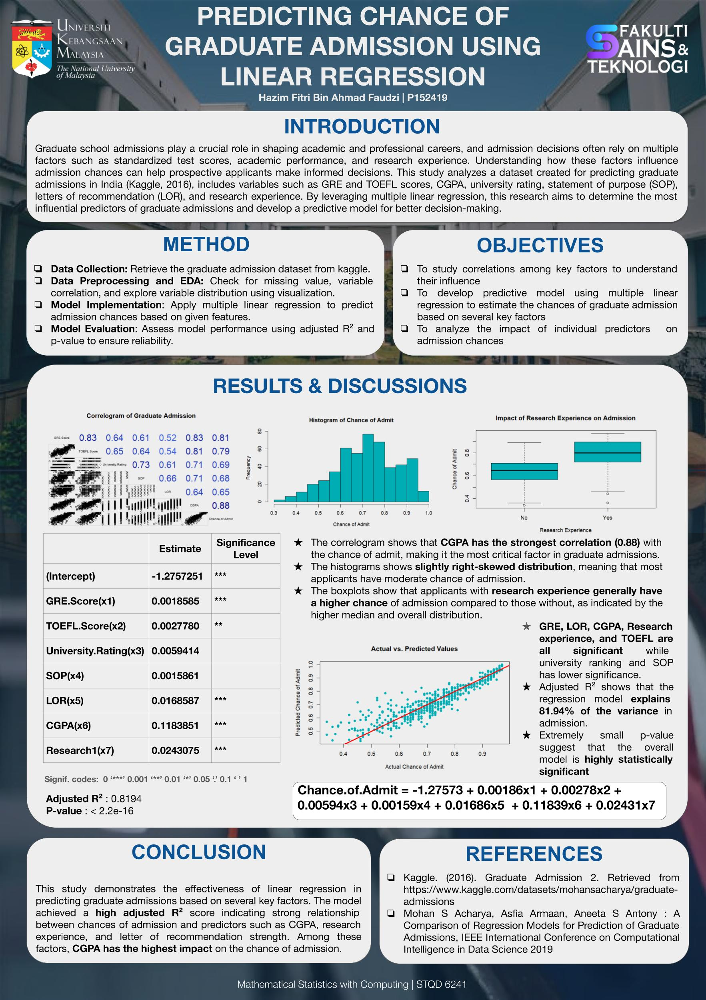 UNIVERSITI
KEBANGSAAN
MALAYSIA
The National University
of Malaysia
PREDICTING CHANCE OF
GRADUATE ADMISSION USING
LINEAR REGRESSION
Hazim Fitri Bin Ahmad Faudzi | P152419
FAKULTI
SAINS &
TEKNOLOGI
INTRODUCTION
Graduate school admissions play a crucial role in shaping academic and professional careers, and admission decisions often rely on multiple
factors such as standardized test scores, academic performance, and research experience. Understanding how these factors influence
admission chances can help prospective applicants make informed decisions. This study analyzes a dataset created for predicting graduate
admissions in India (Kaggle, 2016), includes variables such as GRE and TOEFL scores, CGPA, university rating, statement of purpose (SOP),
letters of recommendation (LOR), and research experience. By leveraging multiple linear regression, this research aims to determine the most
influential predictors of graduate admissions and develop a predictive model for better decision-making.
METHOD
❏ Data Collection: Retrieve the graduate admission dataset from kaggle.
❏ Data Preprocessing and EDA: Check for missing value, variable
correlation, and explore variable distribution using visualization.
❏ Model Implementation: Apply multiple linear regression to predict
admission chances based on given features.
❏ Model Evaluation: Assess model performance using adjusted R² and
p-value to ensure reliability.
OBJECTIVES
❏ To study correlations among key factors to understand
their influence
❏ To develop predictive model using multiple linear
regression to estimate the chances of graduate admission
based on several key factors
❏ To analyze the impact of individual predictors on
admission chances
RESULTS & DISCUSSIONS
Correlogram of Graduate Admission
GRE.Score 0.83 0.64 0.61 0.52 0.83 0.81
TOEFL.Score 0.65 0.64 0.54 0.81 0.79
University.Rating 0.73 0.61 0.71 0.69
SOP 0.66 0.71 0.68
LOR 0.64 0.65
CGPA 0.88
Chance.of.Admit
Histogram of Chance of Admit
Frequency
80
60
40
20
0
0.3 0.4 0.5 0.6 0.7 0.8 0.9 1.0
Chance of Admit
Impact of Research Experience on Admission
Chance of Admit
0.8
0.6
0.4
No Yes
Research Experience
Estimate Significance
Level
(Intercept) -1.2757251 ***
GRE.Score(x1) 0.0018585 ***
TOEFL.Score(x2) 0.0027780 **
University.Rating(x3) 0.0059414
SOP(x4) 0.0015861
LOR(x5) 0.0168587 ***
CGPA(x6) 0.1183851 ***
Research1(x7) 0.0243075 ***
Signif. codes: 0 ‘***’ 0.001 ‘**’ 0.01 ‘*’ 0.05 ‘.’ 0.1 ‘ ’ 1
Adjusted R² : 0.8194
P-value : < 2.2e-16
★ The correlogram shows that CGPA has the strongest correlation (0.88) with
the chance of admit, making it the most critical factor in graduate admissions.
★ The histograms shows slightly right-skewed distribution, meaning that most
applicants have moderate chance of admission.
★ The boxplots show that applicants with research experience generally have
a higher chance of admission compared to those without, as indicated by the
higher median and overall distribution.
Actual vs. Predicted Values
Predicted Chance of Admit
1.0
0.9
0.8
0.7
0.6
0.5
0.4 0.5 0.6 0.7 0.8 0.9
Actual Chance of Admit
★ GRE, LOR, CGPA, Research
experience, and TOEFL are
all significant while
university ranking and SOP
has lower significance.
★ Adjusted R² shows that the
regression model explains
81.94% of the variance in
admission.
★ Extremely small p-value
suggest that the overall
model is highly statistically
significant
Chance.of.Admit = -1.27573 + 0.00186x1 + 0.00278x2 +
0.00594x3 + 0.00159x4 + 0.01686x5 + 0.11839x6 + 0.02431x7
CONCLUSION
This study demonstrates the effectiveness of linear regression in
predicting graduate admissions based on several key factors. The model
achieved a high adjusted R² score indicating strong relationship
between chances of admission and predictors such as CGPA, research
experience, and letter of recommendation strength. Among these
factors, CGPA has the highest impact on the chance of admission.
REFERENCES
❏ Kaggle. (2016). Graduate Admission 2. Retrieved from
https://www.kaggle.com/datasets/mohansacharya/graduate-
admissions
❏ Mohan S Acharya, Asfia Armaan, Aneeta S Antony : A
Comparison of Regression Models for Prediction of Graduate
Admissions, IEEE International Conference on Computational
Intelligence in Data Science 2019
Mathematical Statistics with Computing | STQD 6241